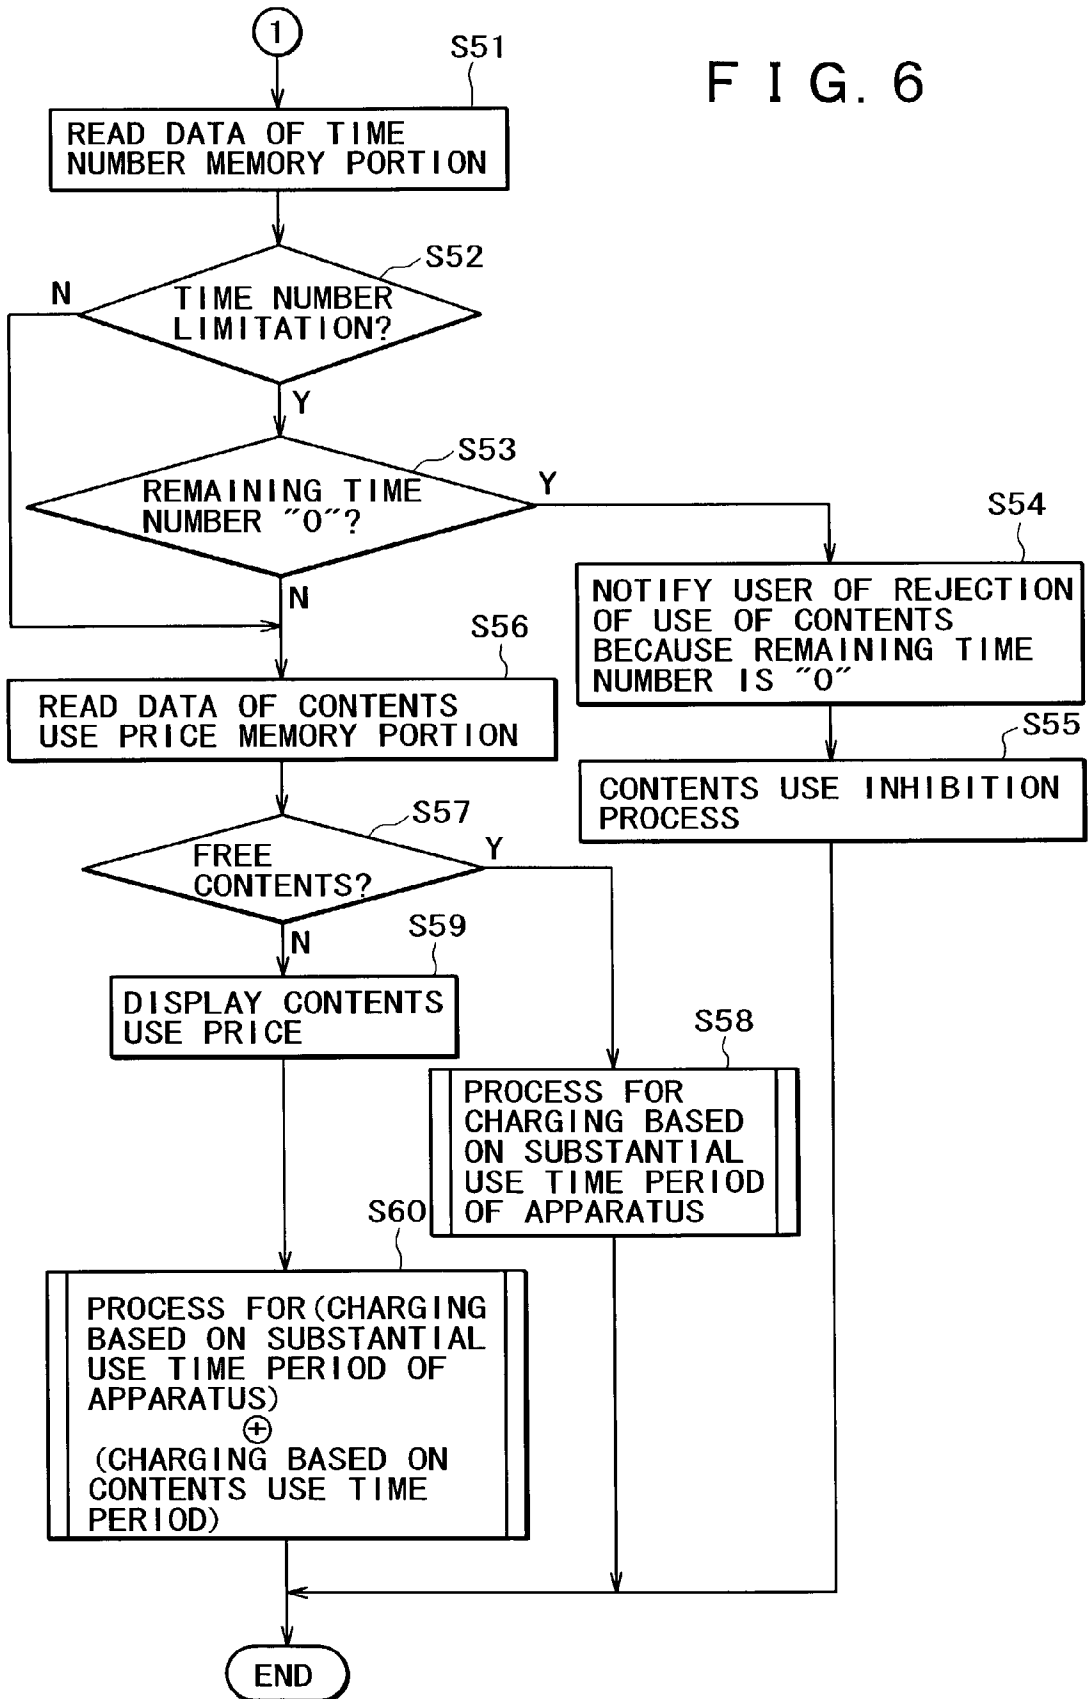 1
S51
FIG. 6
READ DATA OF TIME
NUMBER MEMORY PORTION
S52
N
TIME NUMBER
LIMITATION?
Y
S53
REMAINING TIME
NUMBER "0"?
Y
S54
N
NOTIFY USER OF REJECTION
OF USE OF CONTENTS
BECAUSE REMAINING TIME
NUMBER IS "0"
S56
READ DATA OF CONTENTS
USE PRICE MEMORY PORTION
S55
CONTENTS USE INHIBITION
PROCESS
S57
FREE
CONTENTS?
Y
N
S59
DISPLAY CONTENTS
USE PRICE
S58
PROCESS FOR
CHARGING BASED
ON SUBSTANTIAL
USE TIME PERIOD
OF APPARATUS
S60
PROCESS FOR (CHARGING
BASED ON SUBSTANTIAL
USE TIME PERIOD OF
APPARATUS)
⊕
(CHARGING BASED ON
CONTENTS USE TIME
PERIOD)
END